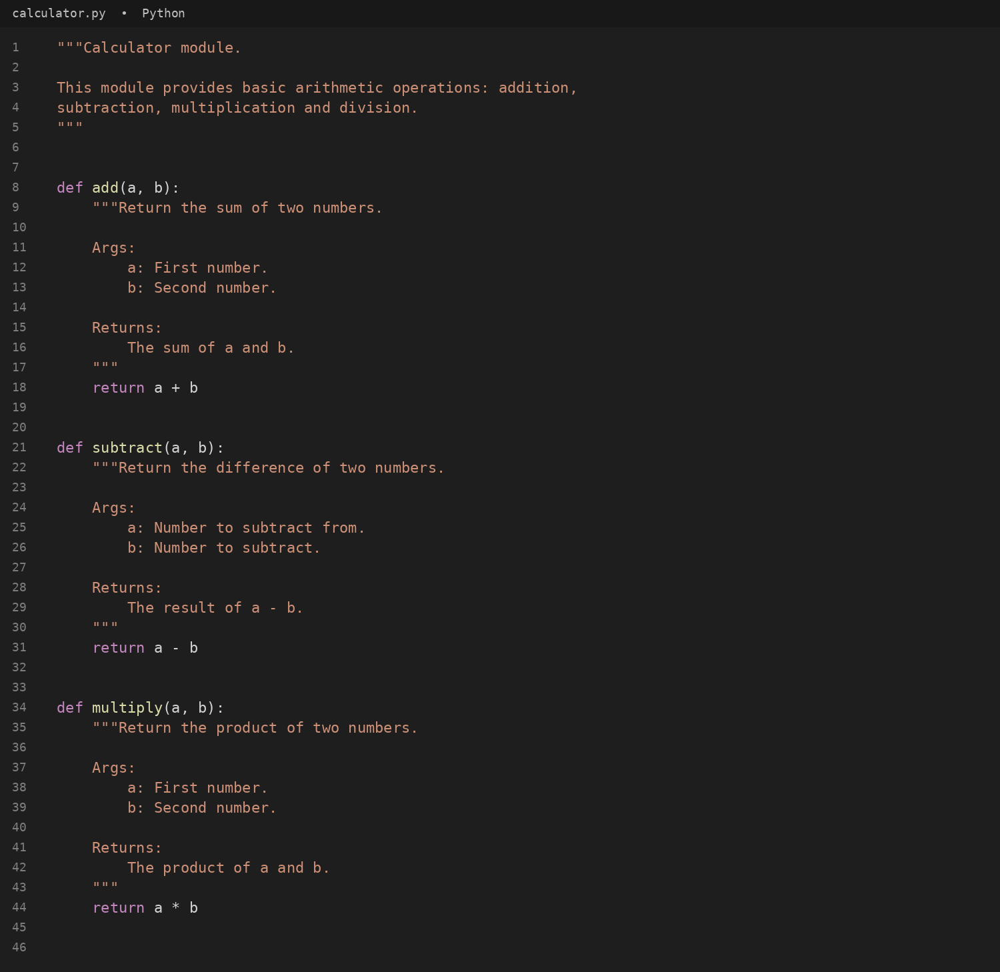 calculator.py • Python
1 """Calculator module.
2
3 This module provides basic arithmetic operations: addition,
4 subtraction, multiplication and division.
5 """
6
7
8 def add(a, b):
9     """Return the sum of two numbers.
10
11     Args:
12         a: First number.
13         b: Second number.
14
15     Returns:
16         The sum of a and b.
17     """
18     return a + b
19
20
21 def subtract(a, b):
22     """Return the difference of two numbers.
23
24     Args:
25         a: Number to subtract from.
26         b: Number to subtract.
27
28     Returns:
29         The result of a - b.
30     """
31     return a - b
32
33
34 def multiply(a, b):
35     """Return the product of two numbers.
36
37     Args:
38         a: First number.
39         b: Second number.
40
41     Returns:
42         The product of a and b.
43     """
44     return a * b
45
46